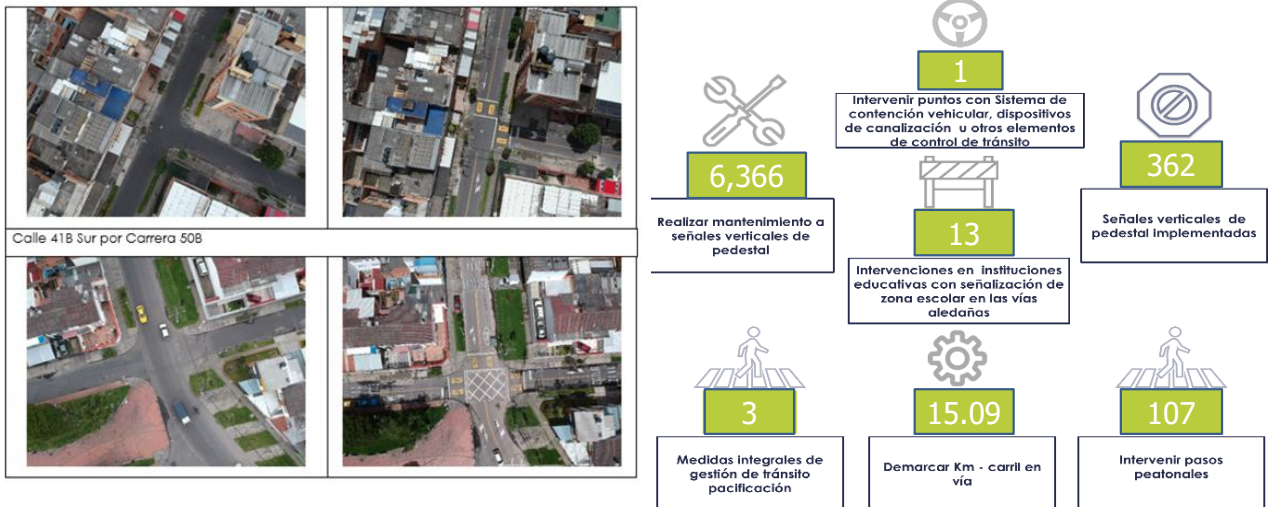 Calle 41B Sur por Carrera 50B
1
Intervenir puntos con Sistema de
contención vehicular, dispositivos
de canalización u otros elementos
de control de tránsito
6,366
Realizar mantenimiento a
señales verticales de
pedestal
362
Señales verticales de
pedestal implementadas
13
Intervenciones en instituciones
educativas con señalización de
zona escolar en las vías
aledañas
3
Medidas integrales de
gestión de tránsito
pacificación
15.09
Demarcar Km - carril en
vía
107
Intervenir pasos
peatonales